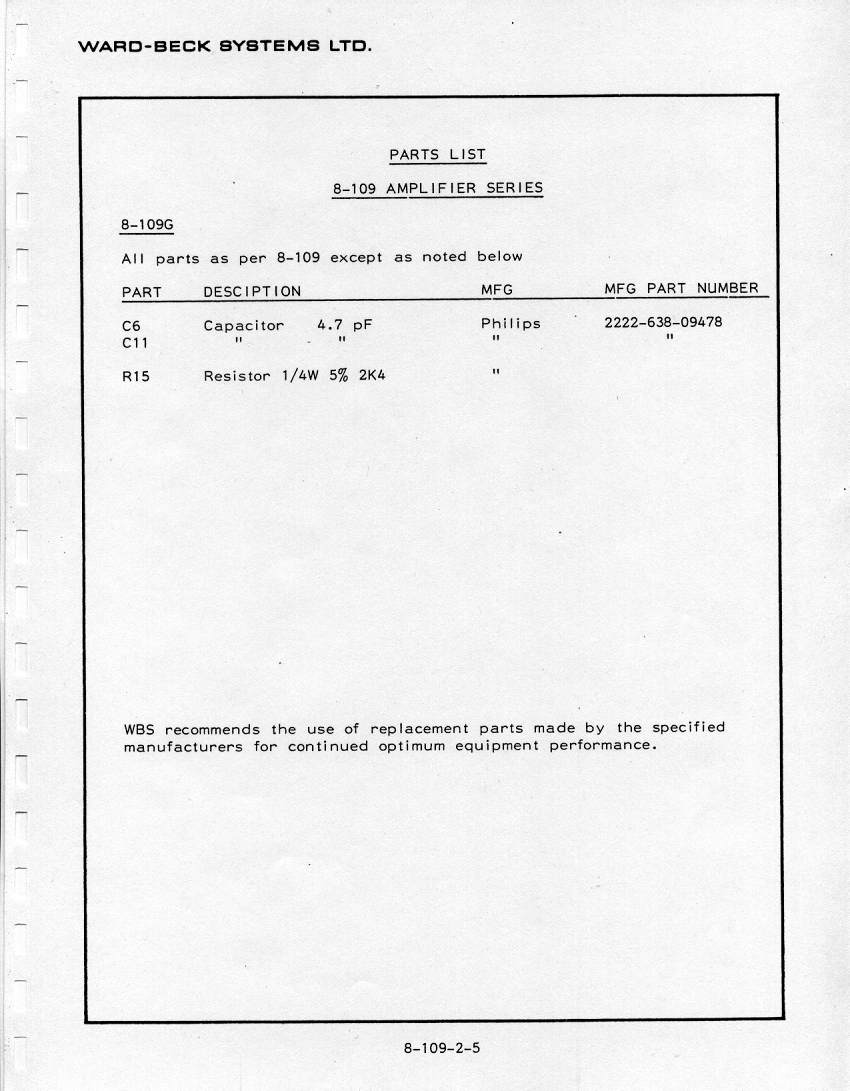 WARD-BECK SYSTEMS LTD.
PARTS LIST
8-109 AMPLIFIER SERIES
8-109G
All parts as per 8-109 except as noted below
PART DESCIPTION MFG MFG PART NUMBER
C6 Capacitor 4.7 pF Philips 2222-638-09478
C11 " " " "
R15 Resistor 1/4W 5% 2K4 "
WBS recommends the use of replacement parts made by the specified
manufacturers for continued optimum equipment performance.
8-109-2-5